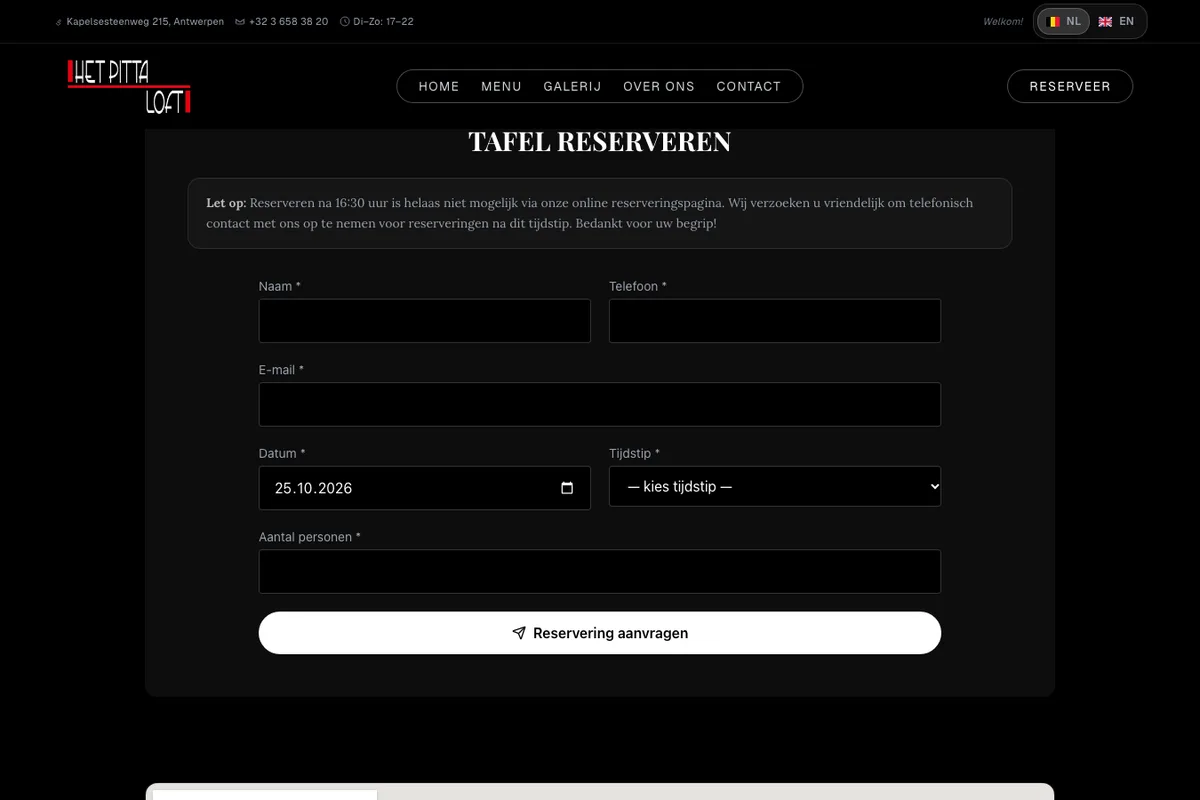 Kapelsesteenweg 215, Antwerpen +32 3 658 38 20 Di–Zo: 17–22 Welkom! NL EN
HET PITTA
LOFT
HOME MENU GALERIJ OVER ONS CONTACT RESERVEER
TAFEL RESERVEREN
Let op: Reserveren na 16:30 uur is helaas niet mogelijk via onze online reserveringspagina. Wij verzoeken u vriendelijk om telefonisch
contact met ons op te nemen voor reserveringen na dit tijdstip. Bedankt voor uw begrip!
Naam * Telefoon *
E-mail *
Datum * Tijdstip *
25.10.2026 — kies tijdstip —
Aantal personen *
Reservering aanvragen